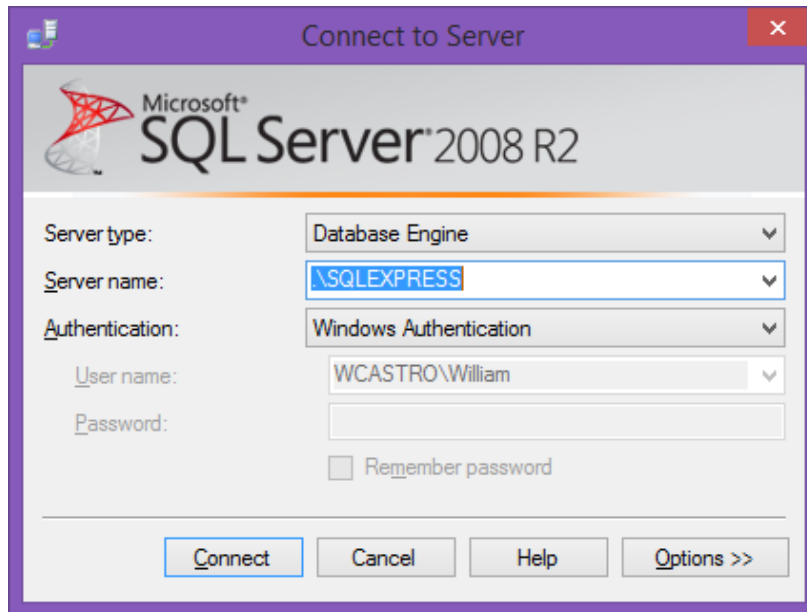 Connect to Server
Microsoft®
SQL Server® 2008 R2
Server type: Database Engine
Server name: .\SQLEXPRESS
Authentication: Windows Authentication
User name: WCASTRO\William
Password:
Remember password
Connect Cancel Help Options >>